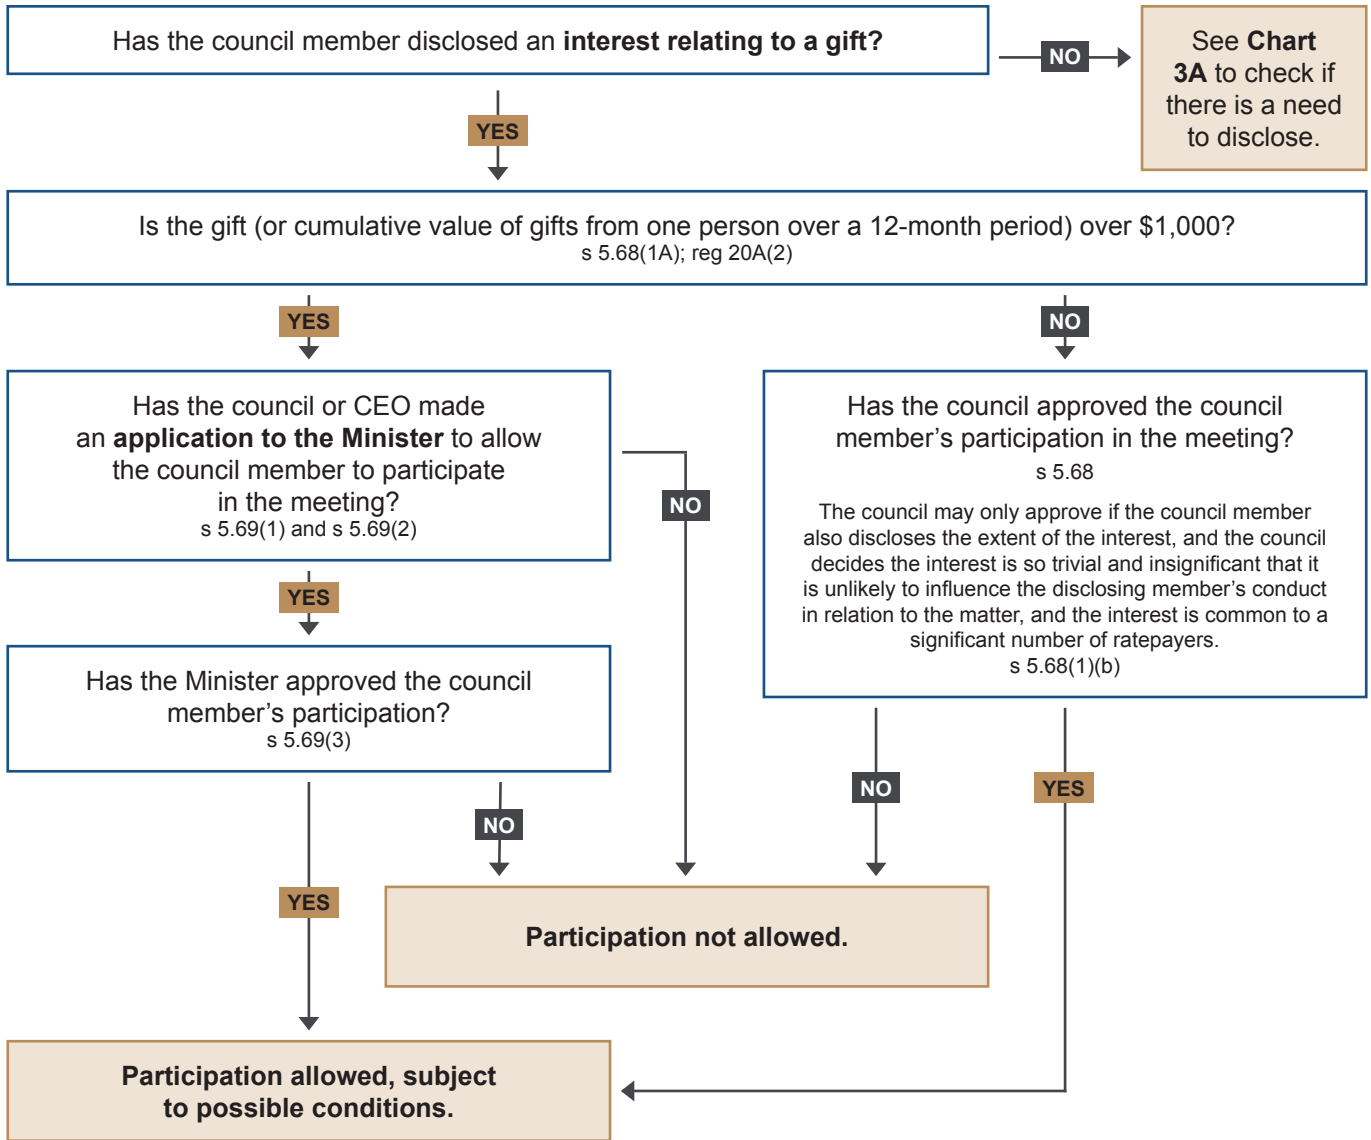 Has the council member disclosed an interest relating to a gift?
NO
See Chart
3A to check if
there is a need
to disclose.
YES
Is the gift (or cumulative value of gifts from one person over a 12-month period) over $1,000?
s 5.68(1A); reg 20A(2)
YES
NO
Has the council or CEO made
an application to the Minister to allow
the council member to participate
in the meeting?
s 5.69(1) and s 5.69(2)
NO
Has the council approved the council
member's participation in the meeting?
s 5.68
The council may only approve if the council member
also discloses the extent of the interest, and the council
decides the interest is so trivial and insignificant that it
is unlikely to influence the disclosing member's conduct
in relation to the matter, and the interest is common to a
significant number of ratepayers.
s 5.68(1)(b)
YES
Has the Minister approved the council
member's participation?
s 5.69(3)
NO
NO
YES
YES
Participation not allowed.
Participation allowed, subject
to possible conditions.